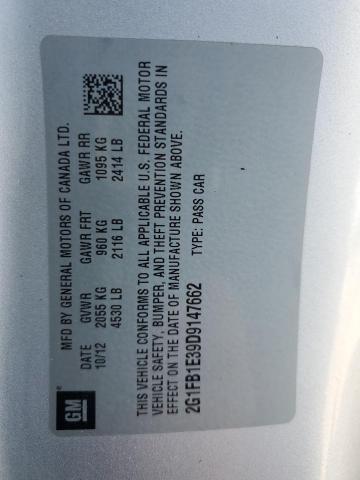 GM
®
MFD BY GENERAL MOTORS OF CANADA LTD.
DATE GVWR GAWR FRT GAWR RR
10/12 2055 KG 960 KG 1095 KG
4530 LB 2116 LB 2414 LB
THIS VEHICLE CONFORMS TO ALL APPLICABLE U.S. FEDERAL MOTOR
VEHICLE SAFETY, BUMPER, AND THEFT PREVENTION STANDARDS IN
EFFECT ON THE DATE OF MANUFACTURE SHOWN ABOVE.
2G1FB1E39D9147662 TYPE: PASS CAR